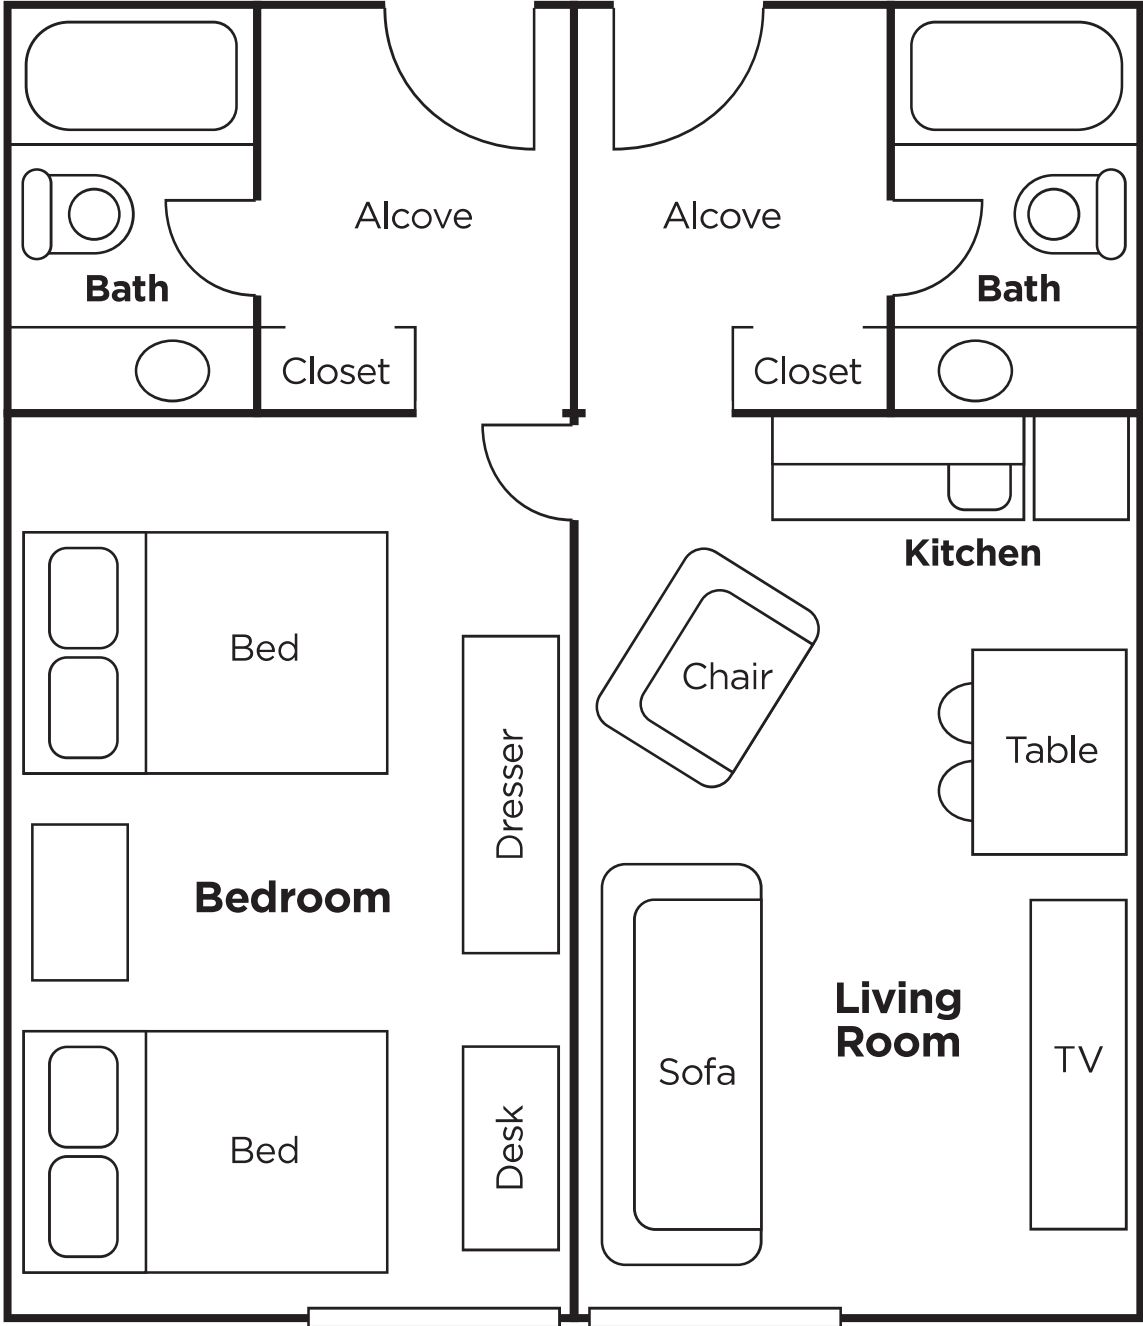 Alcove
Alcove
Bath
Bath
Closet
Closet
Kitchen
Bed
Chair
Dresser
Table
Bedroom
Living
Room
Sofa
TV
Bed
Desk